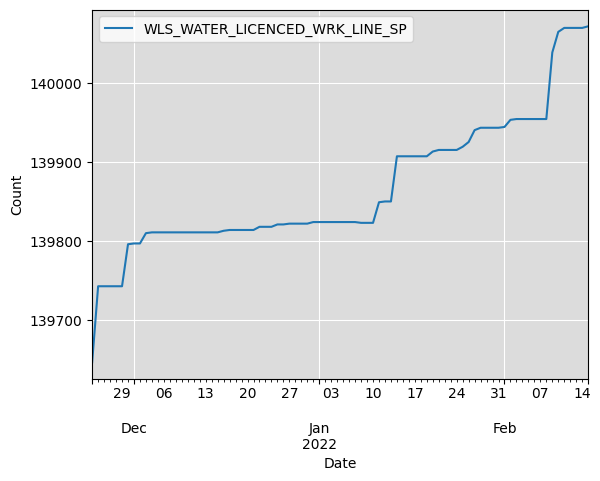 WLS_WATER_LICENCED_WRK_LINE_SP
140000
139900
139800
139700
Count
29 06 13 20 27 03 10 17 24 31 07 14
Dec Jan Feb
2022
Date